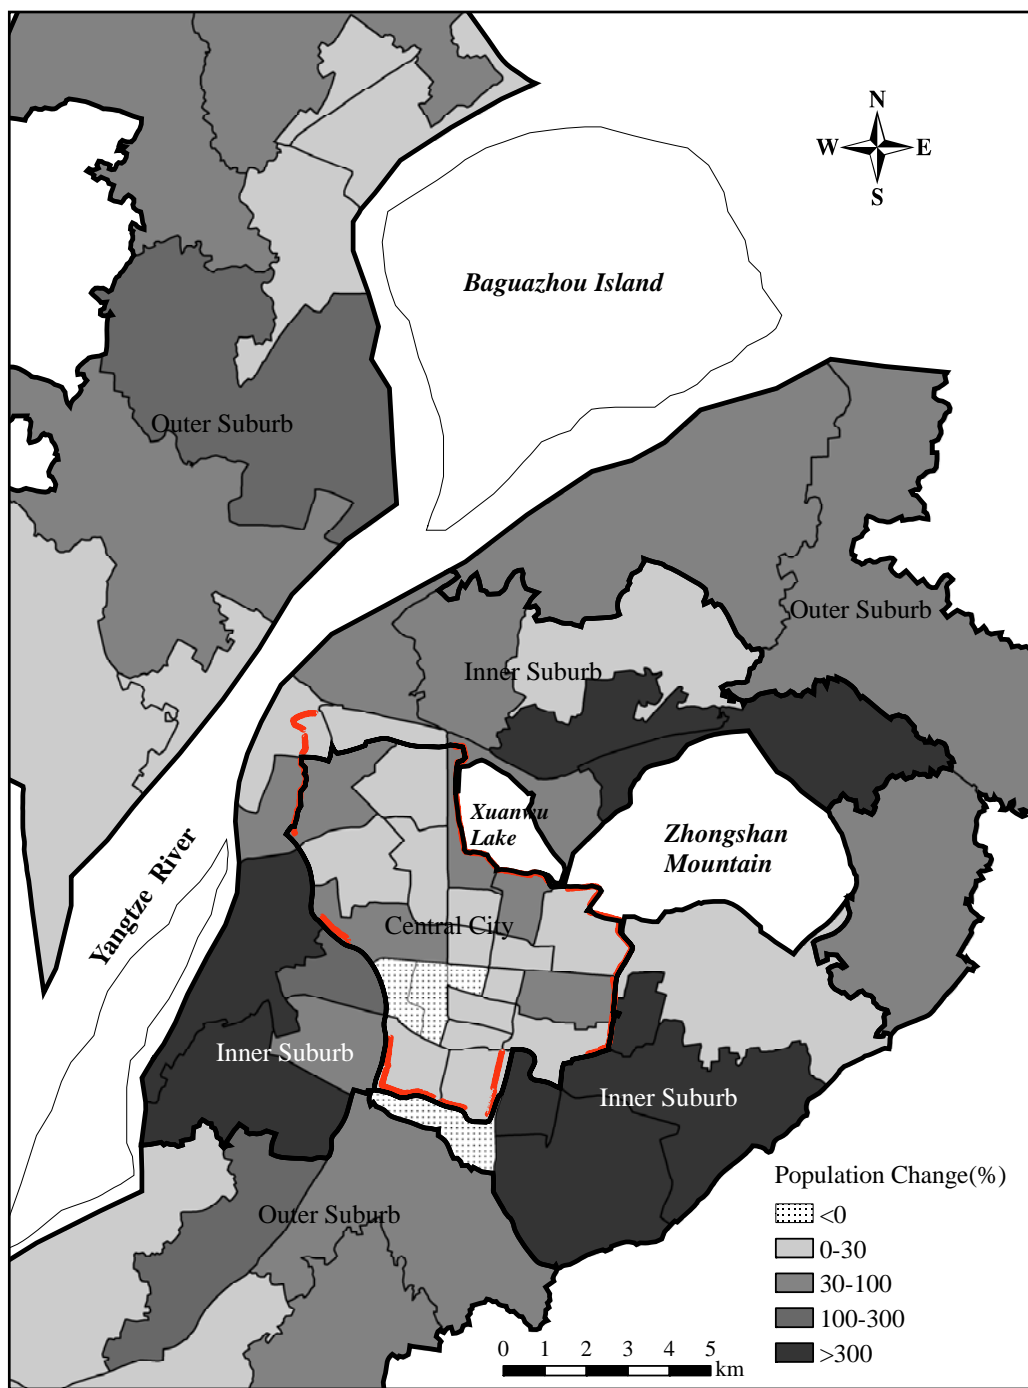 N
W E
S
Baguazhou Island
Outer Suburb
Outer Suburb
Inner Suburb
Xuanwu
Lake
Zhongshan
Mountain
Yangtze River
Central City
Inner Suburb
Inner Suburb
Outer Suburb
Population Change(%)
<0
0-30
30-100
100-300
>300
0 1 2 3 4 5
km